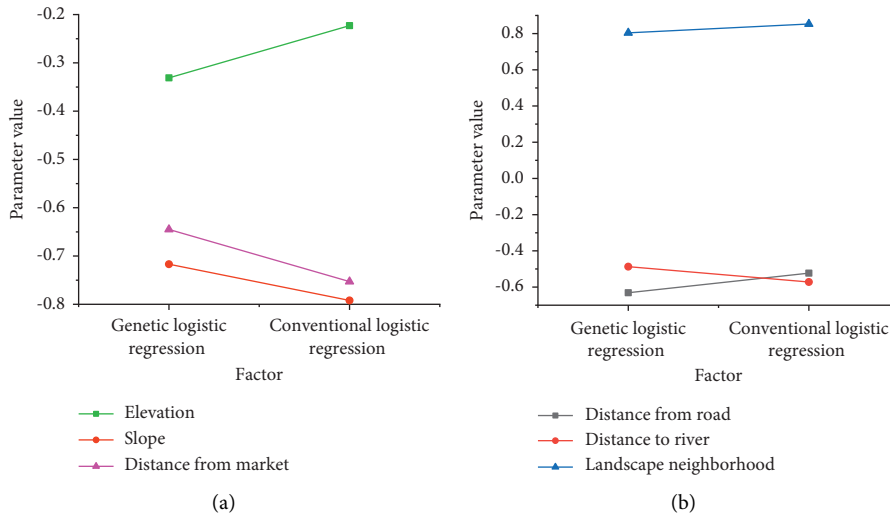 -0.2
-0.3
-0.4
-0.5
-0.6
-0.7
-0.8
Parameter value
Genetic logistic
regression
Conventional logistic
regression
Factor
Elevation
Slope
Distance from market
(a)
0.8
0.6
0.4
0.2
0.0
-0.2
-0.4
-0.6
Parameter value
Genetic logistic
regression
Conventional logistic
regression
Factor
Distance from road
Distance to river
Landscape neighborhood
(b)